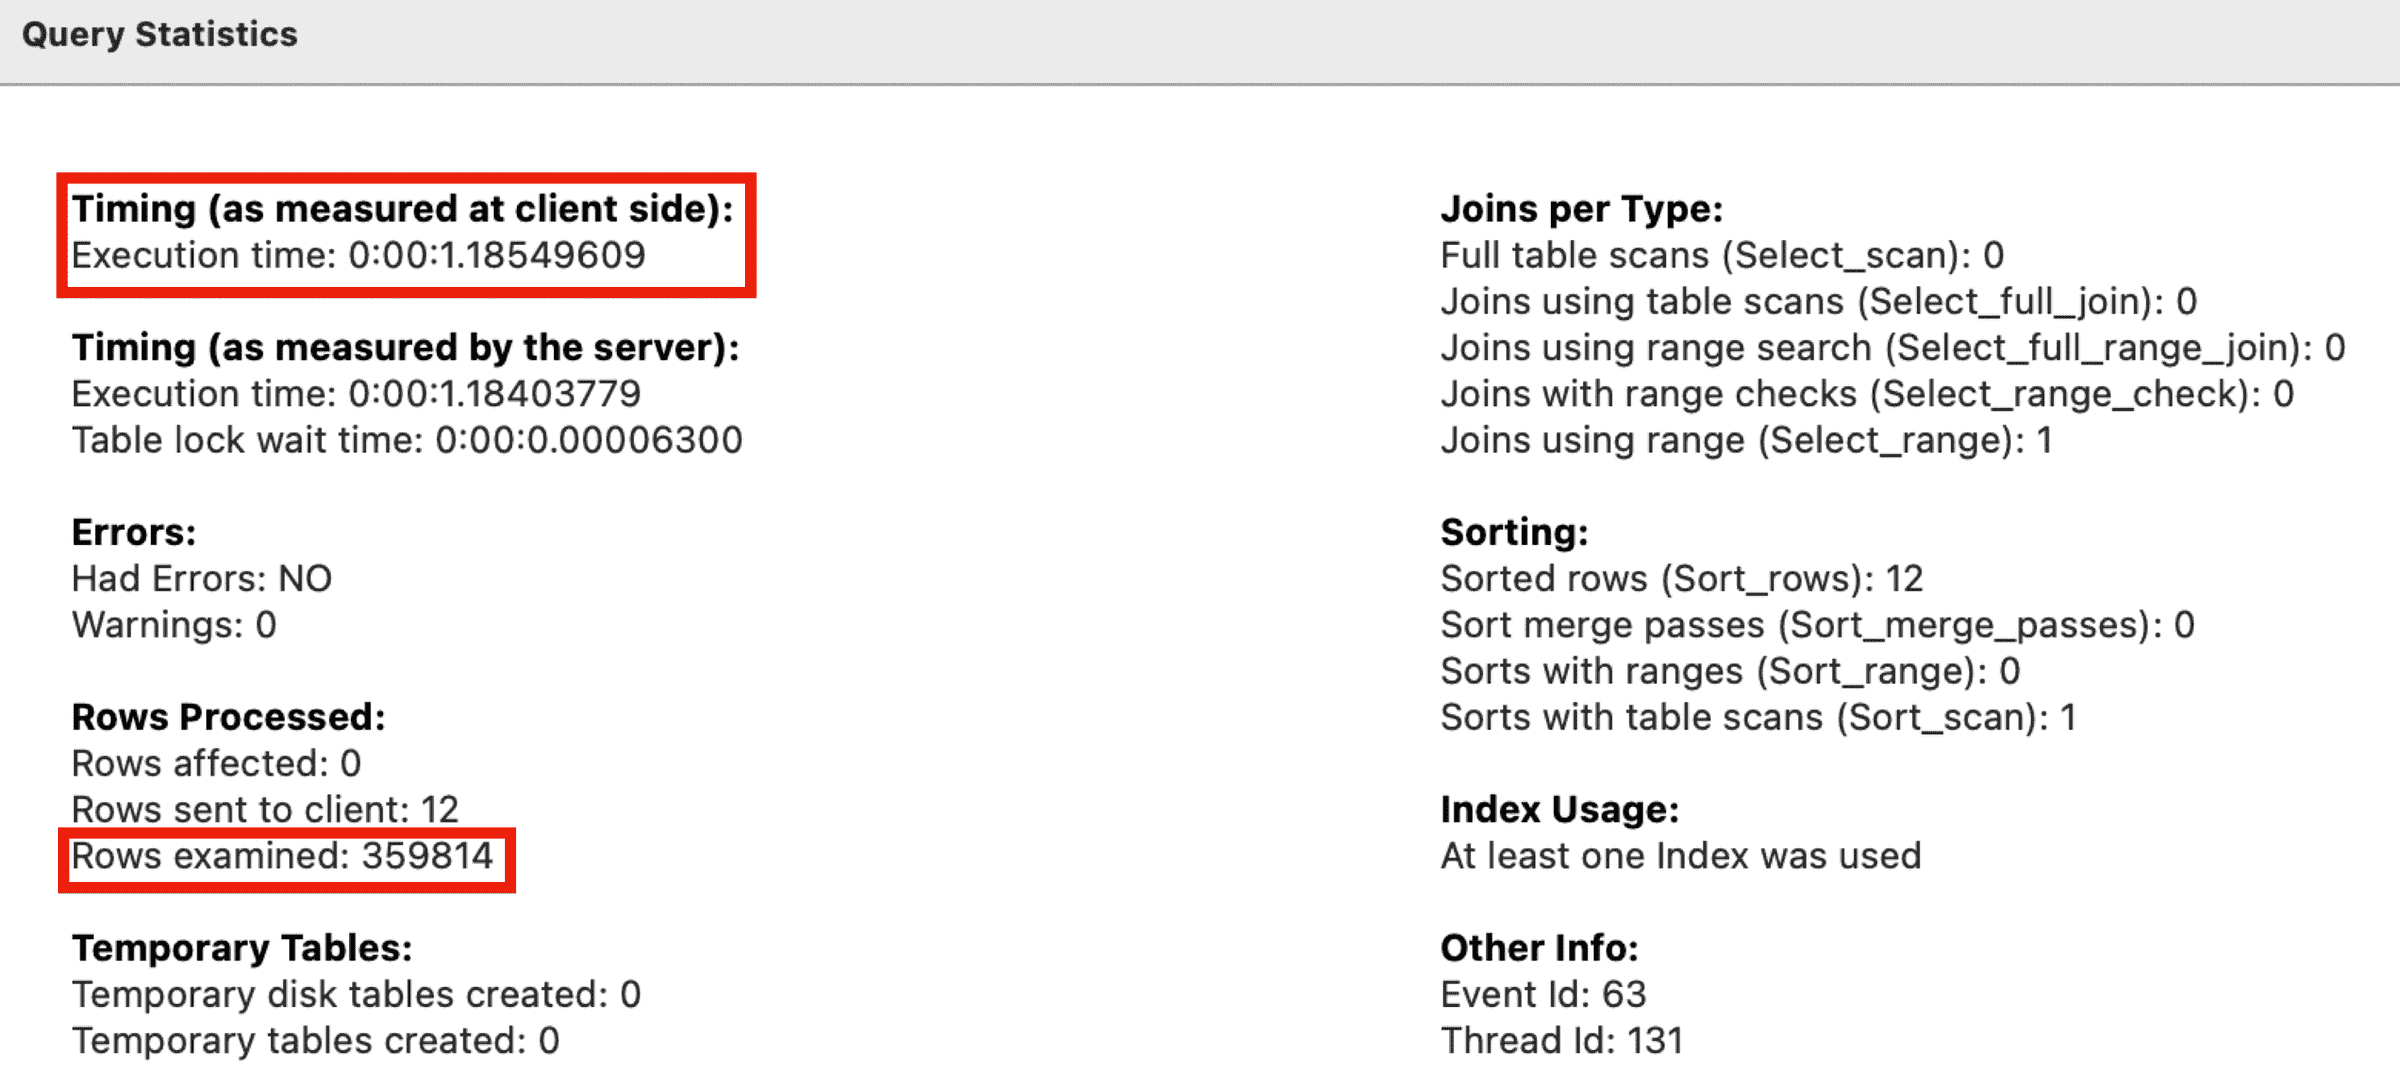 Query Statistics
Timing (as measured at client side):
Execution time: 0:00:1.18549609
Timing (as measured by the server):
Execution time: 0:00:1.18403779
Table lock wait time: 0:00:0.00006300
Errors:
Had Errors: NO
Warnings: 0
Rows Processed:
Rows affected: 0
Rows sent to client: 12
Rows examined: 359814
Temporary Tables:
Temporary disk tables created: 0
Temporary tables created: 0
Joins per Type:
Full table scans (Select_scan): 0
Joins using table scans (Select_full_join): 0
Joins using range search (Select_full_range_join): 0
Joins with range checks (Select_range_check): 0
Joins using range (Select_range): 1
Sorting:
Sorted rows (Sort_rows): 12
Sort merge passes (Sort_merge_passes): 0
Sorts with ranges (Sort_range): 0
Sorts with table scans (Sort_scan): 1
Index Usage:
At least one Index was used
Other Info:
Event Id: 63
Thread Id: 131